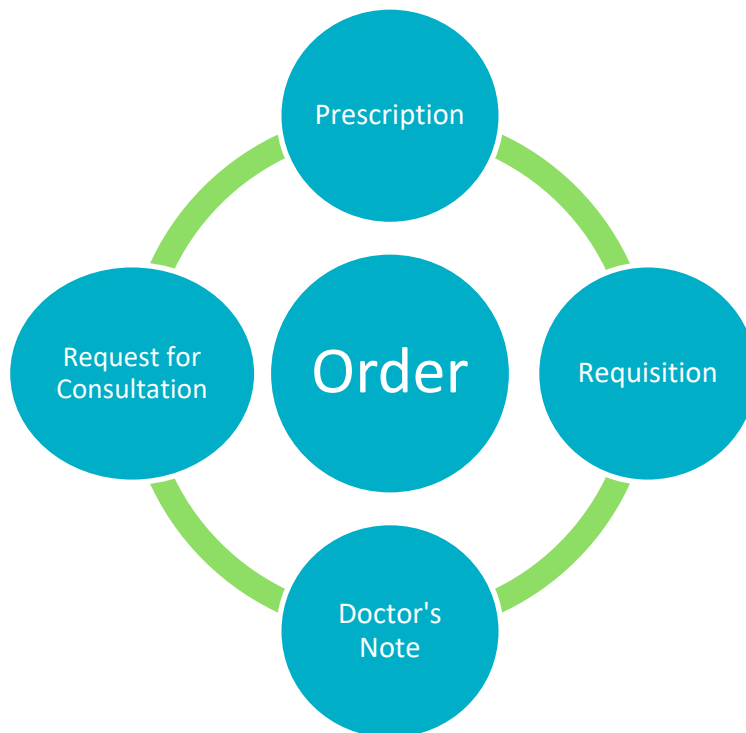 Prescription
Request for
Consultation
Order
Requisition
Doctor's
Note